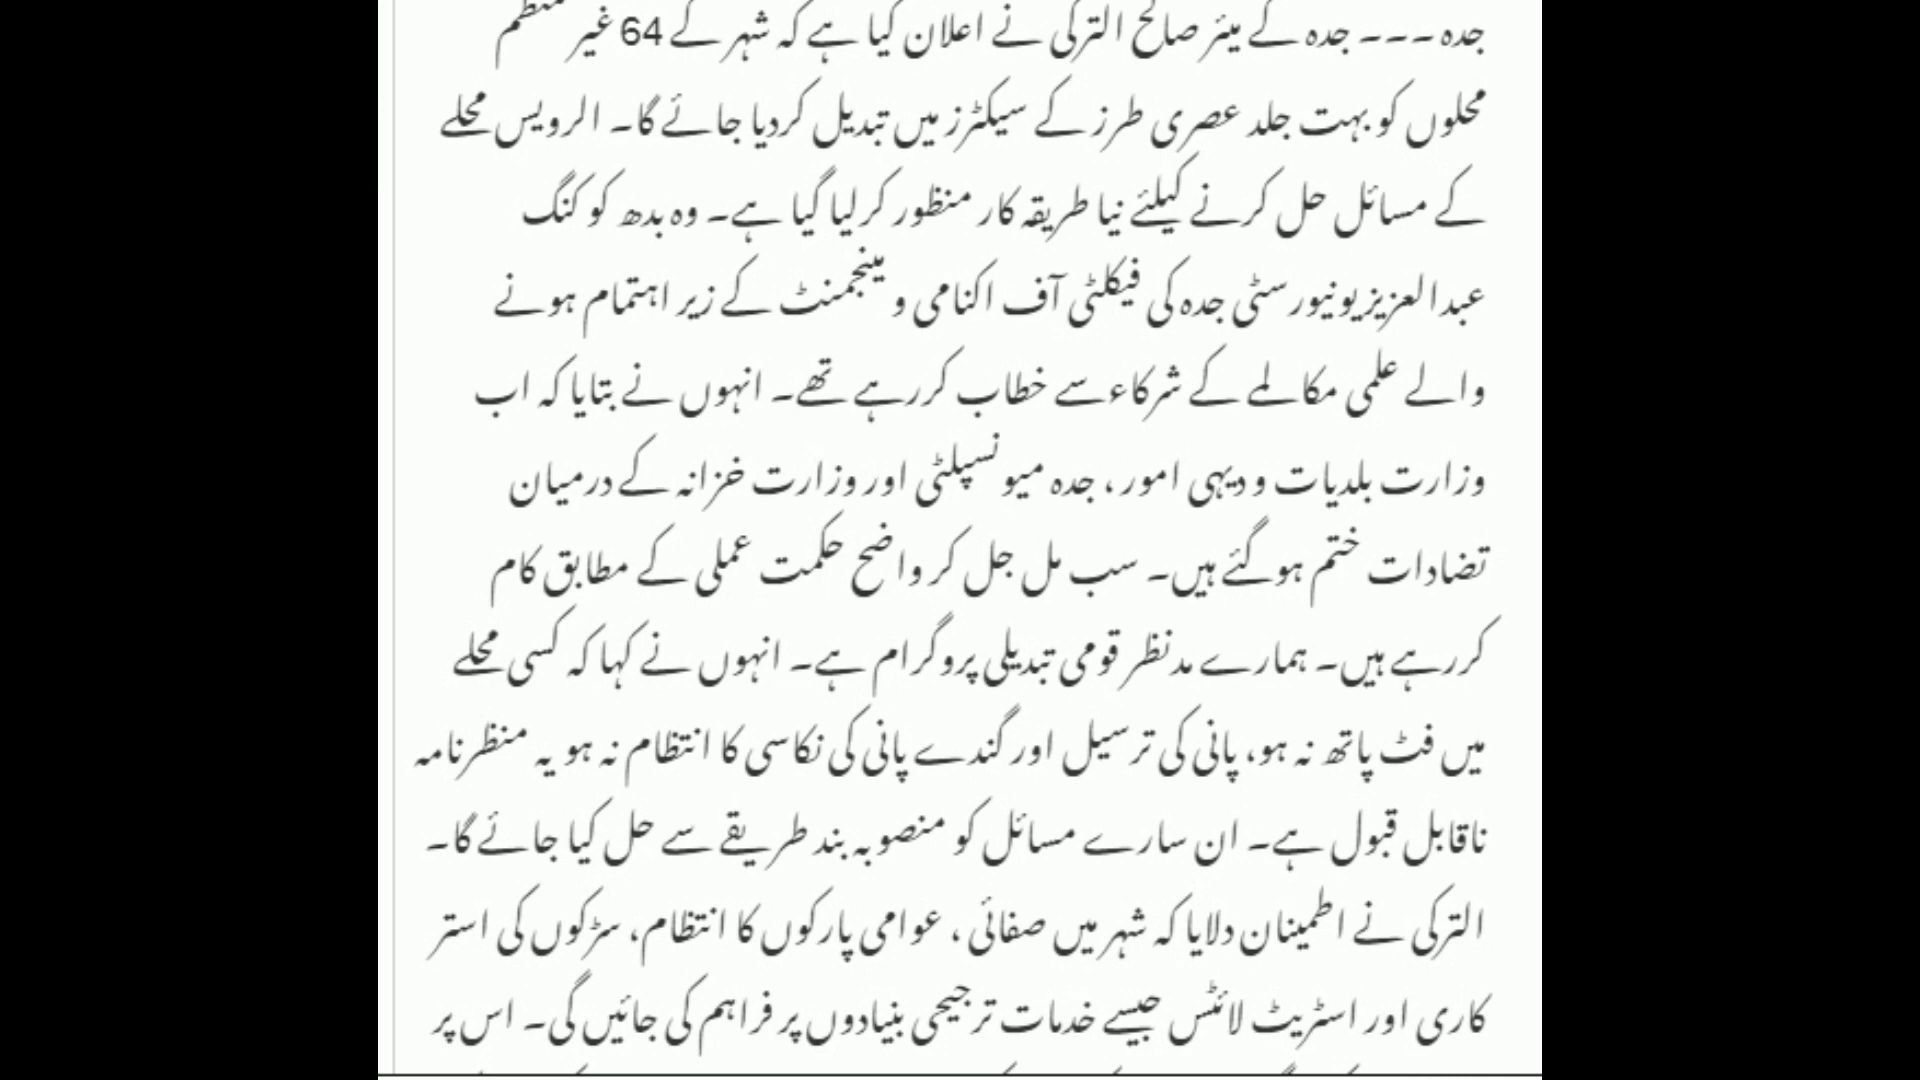 جدہ --- جدہ کے میئر صالح الترکی نے اعلان کیا ہے کہ شہر کے 64 غیر منظم
محلوں کو بہت جلد عصری طرز کے سیکٹرز میں تبدیل کردیا جائے گا۔ الرویس محلے
کے مسائل حل کرنے کیلئے نیا طریقہ کار منظور کرلیا گیا ہے۔ وہ بدھ کو کنگ
عبدالعزیز یونیورسٹی جدہ کی فیکلٹی آف اکنامی و مینجمنٹ کے زیر اہتمام ہونے
والے علمی مکالمے کے شرکاء سے خطاب کررہے تھے۔ انہوں نے بتایا کہ اب
وزارت بلدیات و دیہی امور ، جدہ میونسپلٹی اور وزارت خزانہ کے درمیان
تضادات ختم ہوگئے ہیں۔ سب مل جل کر واضح حکمت عملی کے مطابق کام
کررہے ہیں۔ ہمارے مدنظر قومی تبدیلی پروگرام ہے۔ انہوں نے کہا کہ کسی محلے
میں فٹ پاتھ نہ ہو، پانی کی ترسیل اور گندے پانی کی نکاسی کا انتظام نہ ہو یہ منظر نامہ
ناقابل قبول ہے۔ ان سارے مسائل کو منصوبہ بند طریقے سے حل کیا جائے گا۔
الترکی نے اطمینان دلایا کہ شہر میں صفائی ، عوامی پارکوں کا انتظام، سڑکوں کی استر
کاری اور اسٹریٹ لائٹس جیسے خدمات ترجیحی بنیادوں پر فراہم کی جائیں گی۔ اس پر